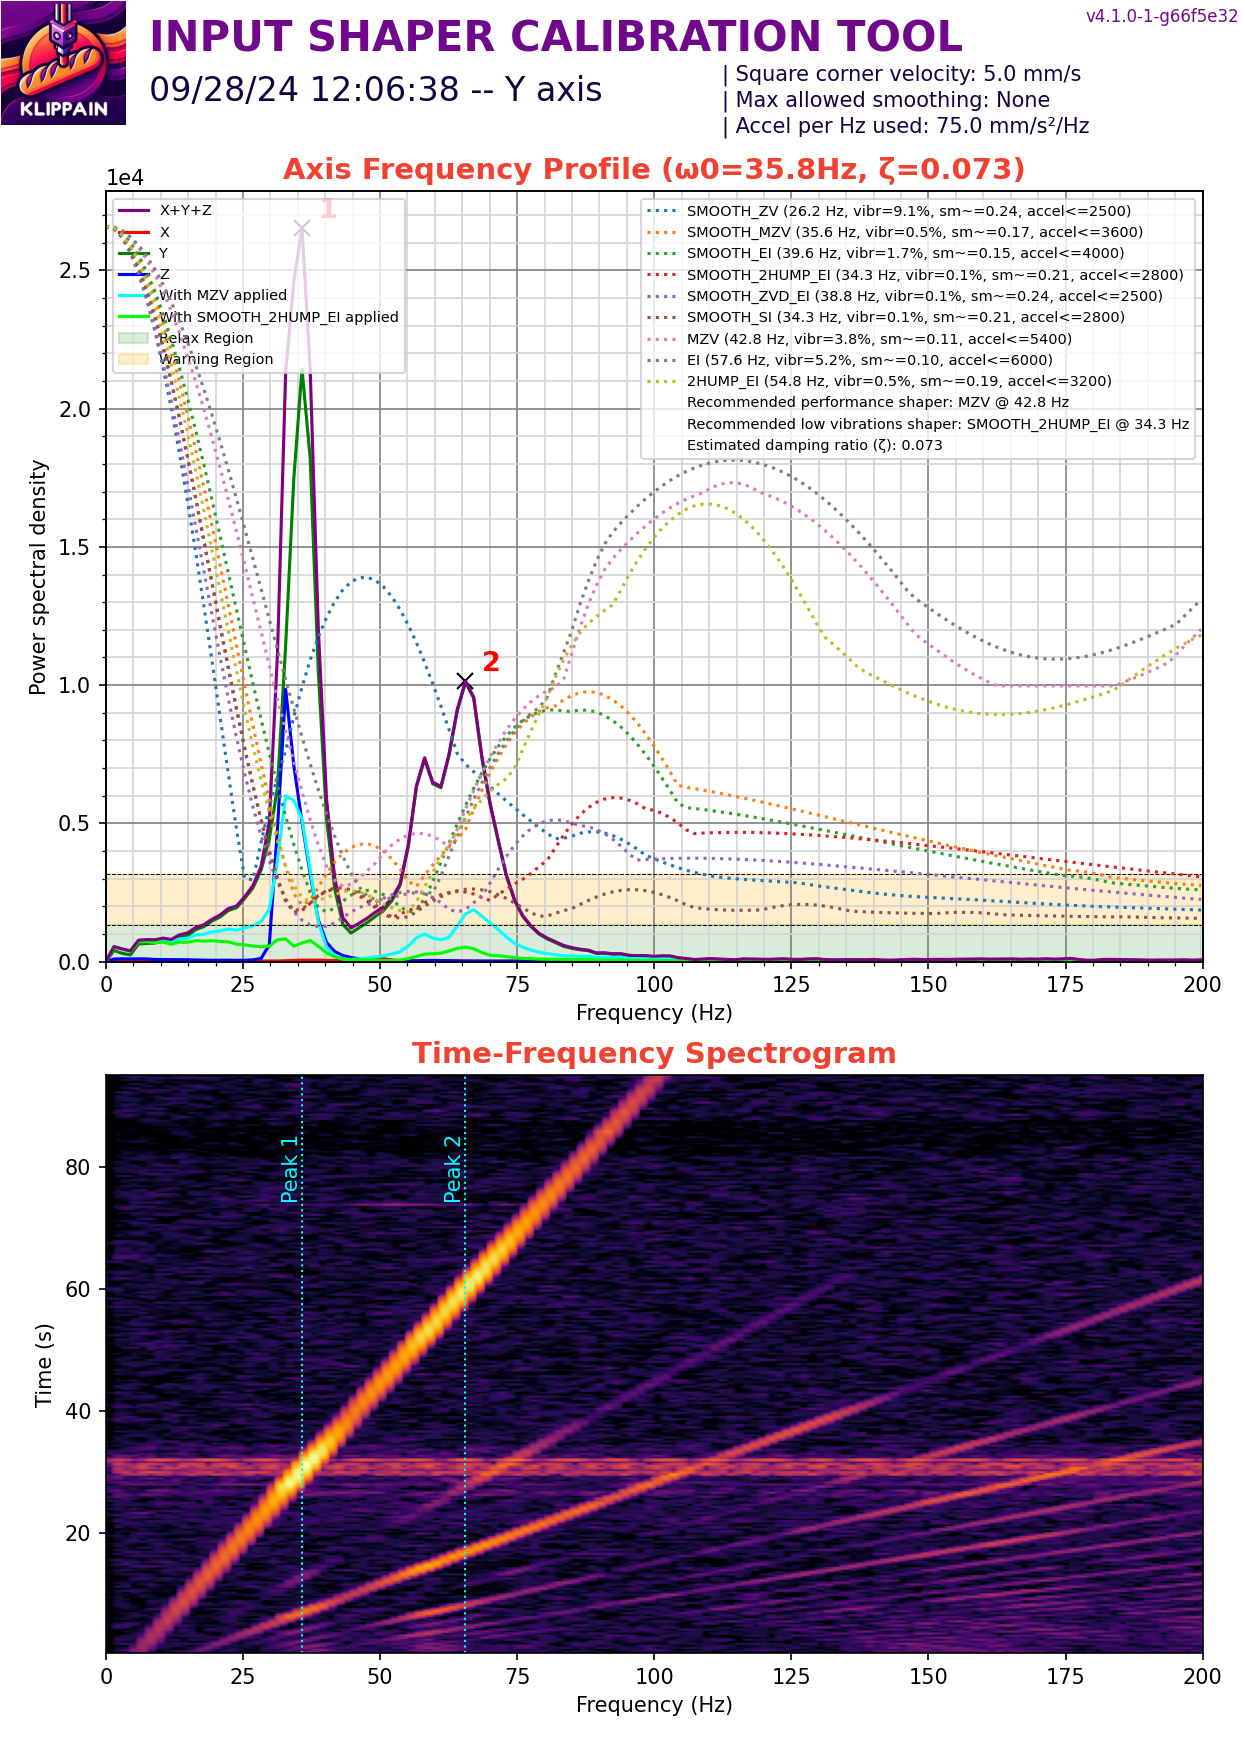 v4.1.0-1-g66f5e32
KLIPPAIN
INPUT SHAPER CALIBRATION TOOL
09/28/24 12:06:38 -- Y axis
| Square corner velocity: 5.0 mm/s
| Max allowed smoothing: None
| Accel per Hz used: 75.0 mm/s²/Hz
Axis Frequency Profile (ω0=35.8Hz, ζ=0.073)
1e4
1
X+Y+Z
X
Y
Z
With MZV applied
With SMOOTH_2HUMP_EI applied
Relax Region
Warning Region
SMOOTH_ZV (26.2 Hz, vibr=9.1%, sm~=0.24, accel<=2500)
SMOOTH_MZV (35.6 Hz, vibr=0.5%, sm~=0.17, accel<=3600)
SMOOTH_EI (39.6 Hz, vibr=1.7%, sm~=0.15, accel<=4000)
SMOOTH_2HUMP_EI (34.3 Hz, vibr=0.1%, sm~=0.21, accel<=2800)
SMOOTH_ZVD_EI (38.8 Hz, vibr=0.1%, sm~=0.24, accel<=2500)
SMOOTH_SI (34.3 Hz, vibr=0.1%, sm~=0.21, accel<=2800)
MZV (42.8 Hz, vibr=3.8%, sm~=0.11, accel<=5400)
EI (57.6 Hz, vibr=5.2%, sm~=0.10, accel<=6000)
2HUMP_EI (54.8 Hz, vibr=0.5%, sm~=0.19, accel<=3200)
Recommended performance shaper: MZV @ 42.8 Hz
Recommended low vibrations shaper: SMOOTH_2HUMP_EI @ 34.3 Hz
Estimated damping ratio (ζ): 0.073
2
Power spectral density
2.5
2.0
1.5
1.0
0.5
0.0
0 25 50 75 100 125 150 175 200
Frequency (Hz)
Time-Frequency Spectrogram
Peak 1
Peak 2
Time (s)
80
60
40
20
0 25 50 75 100 125 150 175 200
Frequency (Hz)